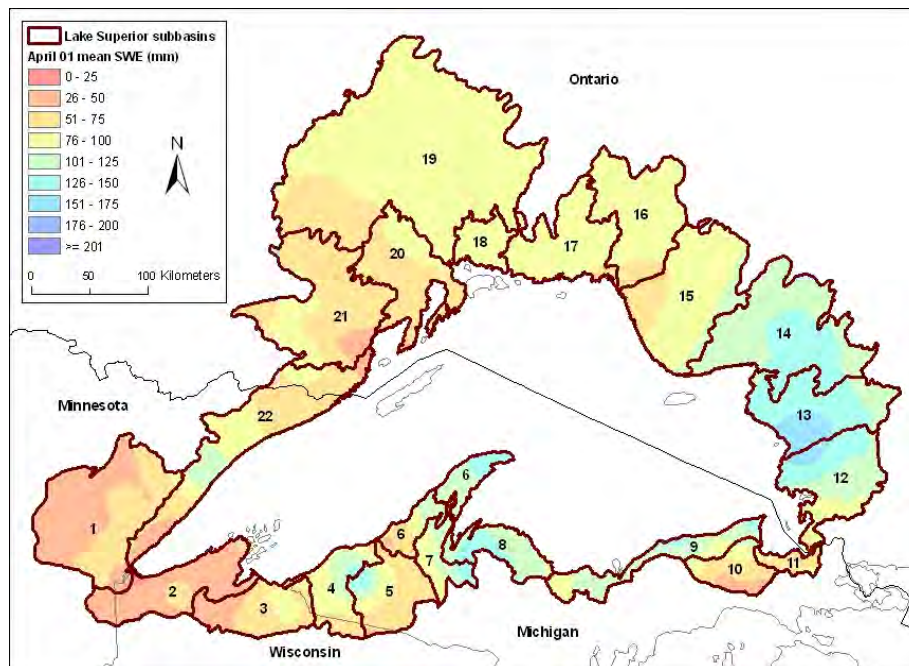 Lake Superior subbasins
April 01 mean SWE (mm)
0 - 25
26 - 50
51 - 75
76 - 100
101 - 125
126 - 150
151 - 175
176 - 200
>= 201
N
0 50 100 Kilometers
Ontario
19
16
18
17
20
15
21
14
Minnesota
22
13
12
6
1
6
7
8
9
10
11
2
3
4
5
Michigan
Wisconsin